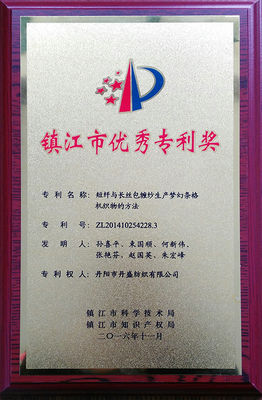 镇江市优秀专利奖
专利名称：短纤与长丝包缠纱生产梦幻条格
机织物的方法
专利号：ZL201410254228.3
发明人：孙喜平、束国顺、何新伟、
张艳芬、赵国英、朱宏峰
专利权人：丹阳市丹盛纺织有限公司
镇江市科学技术局
镇江市知识产权局
二〇一六年十一月